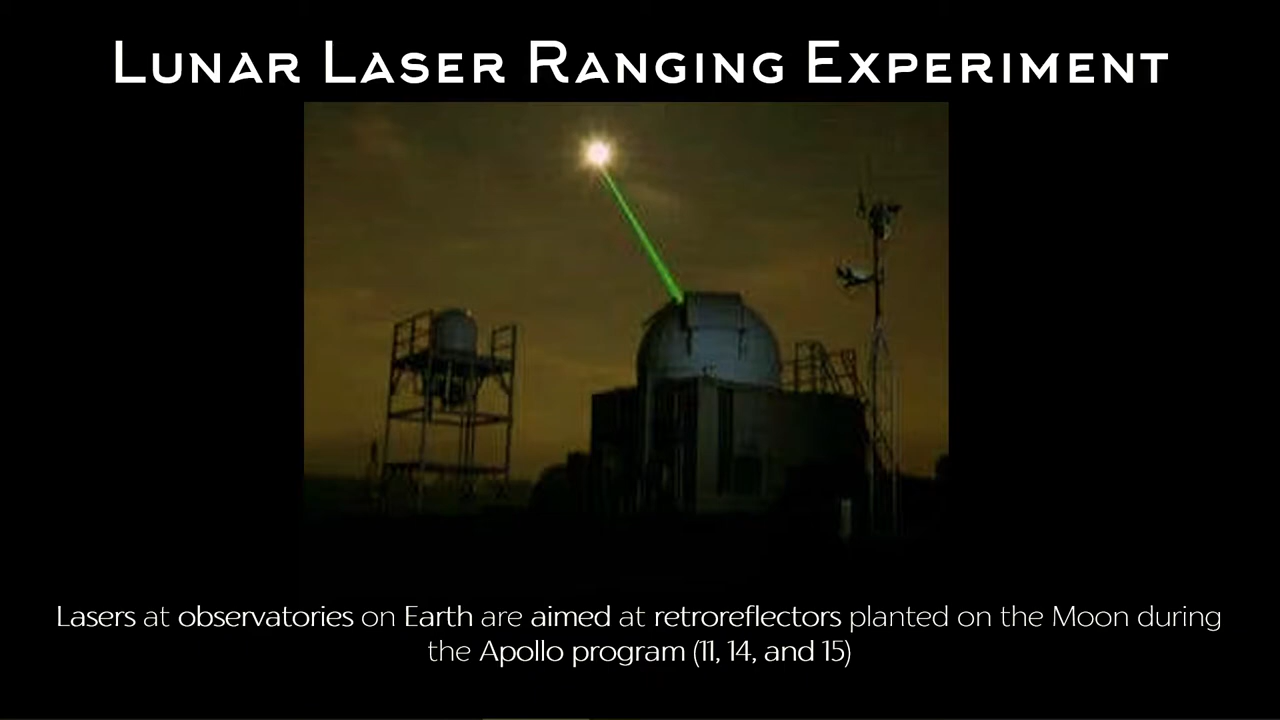 Lunar Laser Ranging Experiment
Lasers at observatories on Earth are aimed at retroreflectors planted on the Moon during
the Apollo program (11, 14, and 15)